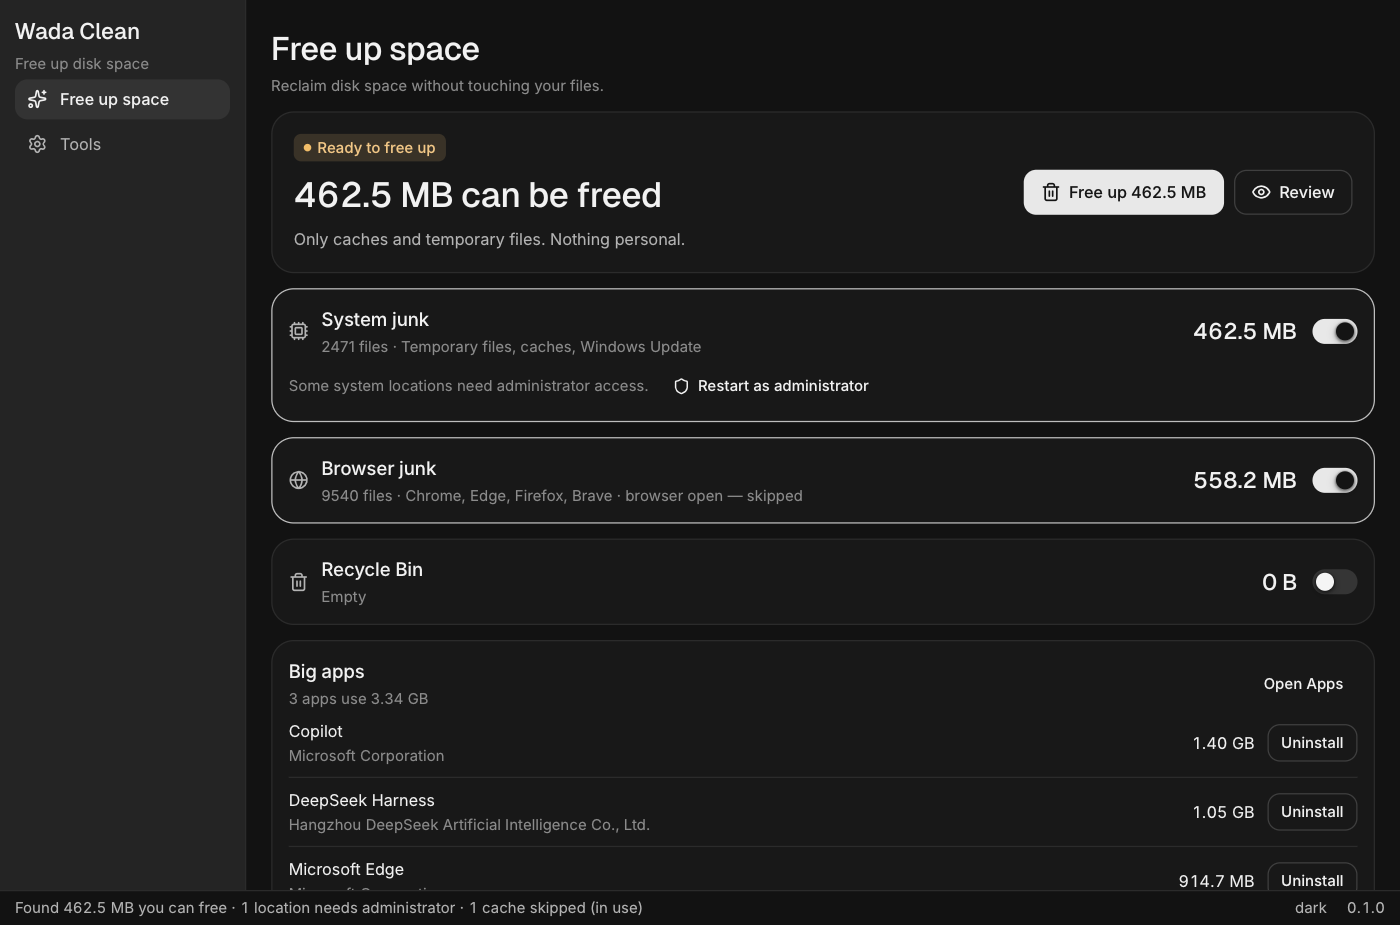 Wada Clean
Free up disk space
Free up space
Tools
Free up space
Reclaim disk space without touching your files.
Ready to free up
462.5 MB can be freed
Only caches and temporary files. Nothing personal.
Free up 462.5 MB
Review
System junk
2471 files · Temporary files, caches, Windows Update
462.5 MB
Some system locations need administrator access.
Restart as administrator
Browser junk
9540 files · Chrome, Edge, Firefox, Brave · browser open — skipped
558.2 MB
Recycle Bin
Empty
0 B
Big apps
3 apps use 3.34 GB
Open Apps
Copilot
Microsoft Corporation
1.40 GB
Uninstall
DeepSeek Harness
Hangzhou DeepSeek Artificial Intelligence Co., Ltd.
1.05 GB
Uninstall
Microsoft Edge
914.7 MB
Uninstall
Found 462.5 MB you can free · 1 location needs administrator · 1 cache skipped (in use)
dark
0.1.0